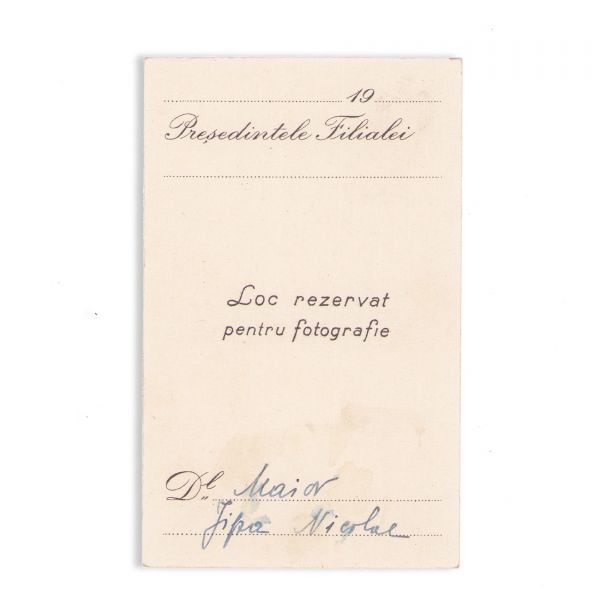 19
Președintele Filialei
Loc rezervat
pentru fotografie
Dl. Maior
Jipa Nicolae